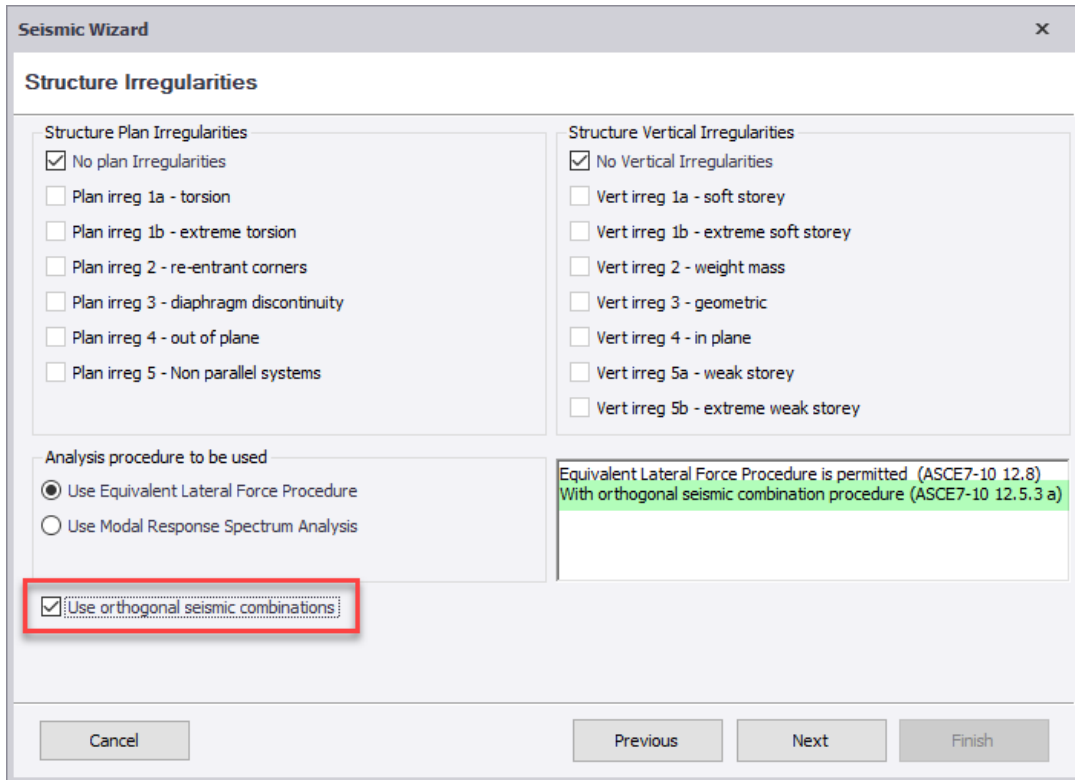 Seismic Wizard
Structure Irregularities
Structure Plan Irregularities
No plan Irregularities
Plan irreg 1a - torsion
Plan irreg 1b - extreme torsion
Plan irreg 2 - re-entrant corners
Plan irreg 3 - diaphragm discontinuity
Plan irreg 4 - out of plane
Plan irreg 5 - Non parallel systems
Structure Vertical Irregularities
No Vertical Irregularities
Vert irreg 1a - soft storey
Vert irreg 1b - extreme soft storey
Vert irreg 2 - weight mass
Vert irreg 3 - geometric
Vert irreg 4 - in plane
Vert irreg 5a - weak storey
Vert irreg 5b - extreme weak storey
Analysis procedure to be used
Use Equivalent Lateral Force Procedure
Use Modal Response Spectrum Analysis
Equivalent Lateral Force Procedure is permitted (ASCE7-10 12.8)
With orthogonal seismic combination procedure (ASCE7-10 12.5.3 a)
Use orthogonal seismic combinations
Cancel
Previous
Next
Finish